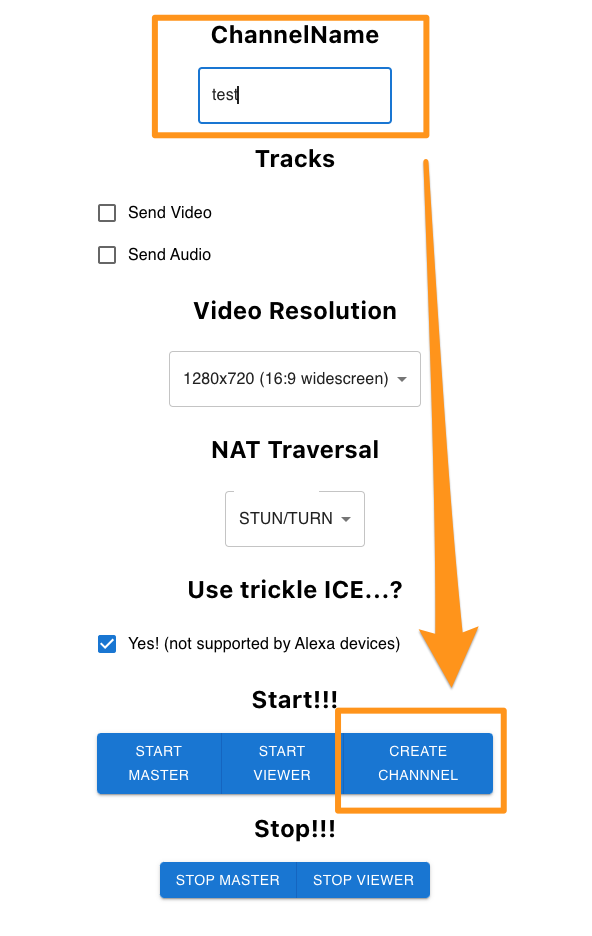 ChannelName
test
Tracks
Send Video
Send Audio
Video Resolution
1280x720 (16:9 widescreen)
NAT Traversal
STUN/TURN
Use trickle ICE...?
Yes! (not supported by Alexa devices)
Start!!!
START
MASTER
START
VIEWER
CREATE
CHANNNEL
Stop!!!
STOP MASTER
STOP VIEWER